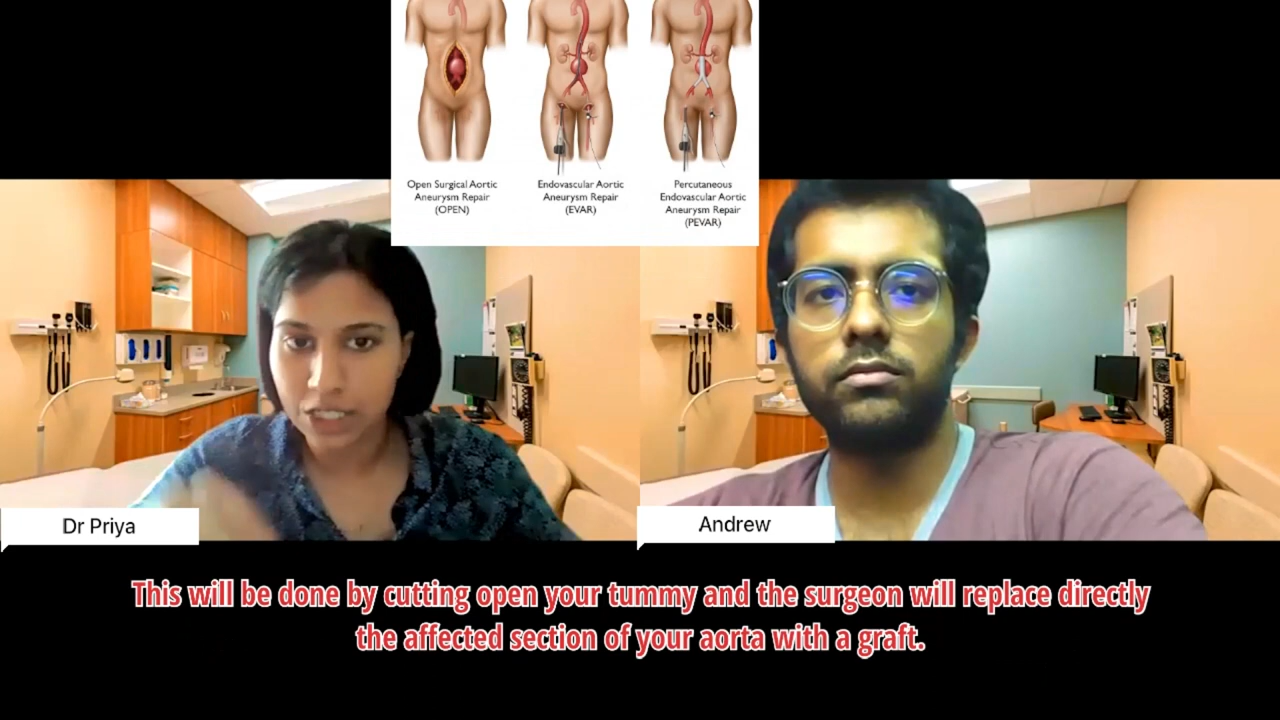 Open Surgical Aortic
Aneurysm Repair
(OPEN)
Endovascular Aortic
Aneurysm Repair
(EVAR)
Percutaneous
Endovascular Aortic
Aneurysm Repair
(PEVAR)
Dr Priya
Andrew
This will be done by cutting open your tummy and the surgeon will replace directly
the affected section of your aorta with a graft.